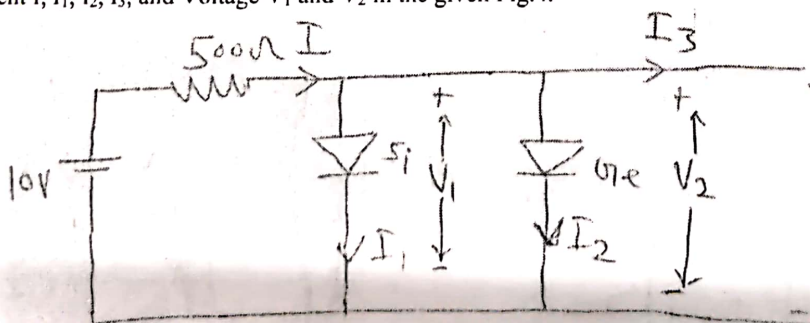 I₁, I₂, I₃, and Voltage V₁ and V₂ in the given Fig.
500Ω I
I3
10V
Si
+
V1
-
Ge
+
V2
-
I1
I2